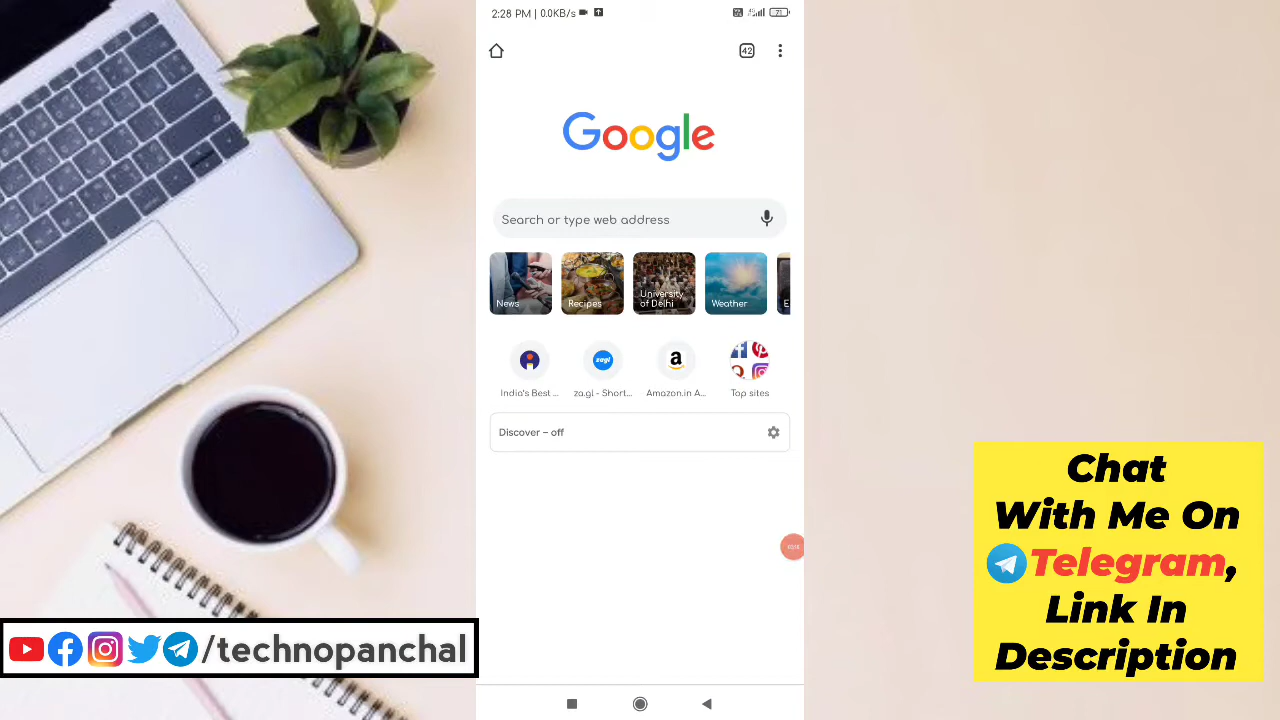 2:28 PM | 0.0KB/s
71
42
Google
Search or type web address
News
Recipes
University
of Delhi
Weather
E
India's Best ...
za.gl - Short...
Amazon.in A...
Top sites
zagl
Discover – off
Chat
With Me On
Telegram,
Link In
Description
/technopanchal